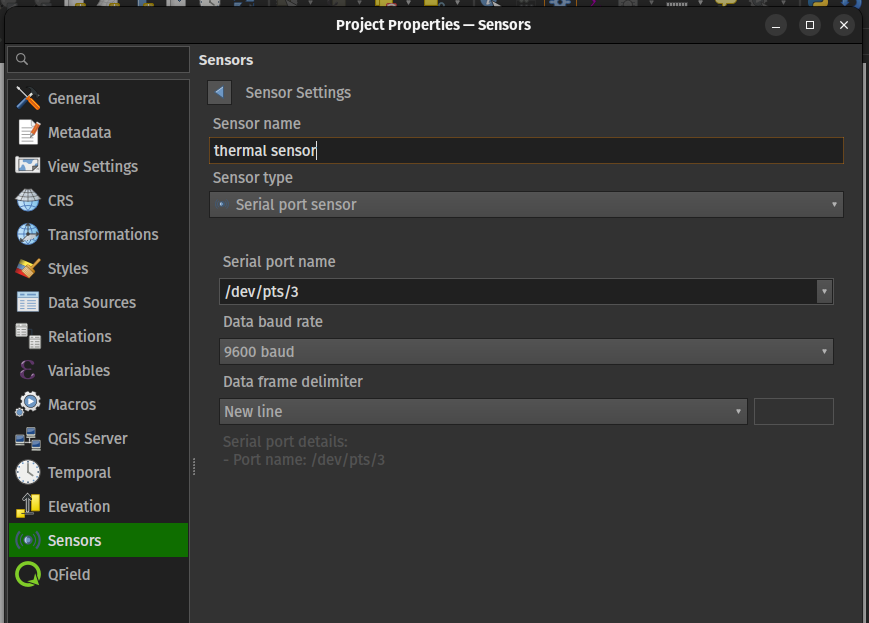 Project Properties — Sensors
Sensors
General
Metadata
View Settings
CRS
Transformations
Styles
Data Sources
Relations
Variables
Macros
QGIS Server
Temporal
Elevation
Sensors
QField
Sensor Settings
Sensor name
thermal sensor
Sensor type
Serial port sensor
Serial port name
/dev/pts/3
Data baud rate
9600 baud
Data frame delimiter
New line
Serial port details:
- Port name: /dev/pts/3